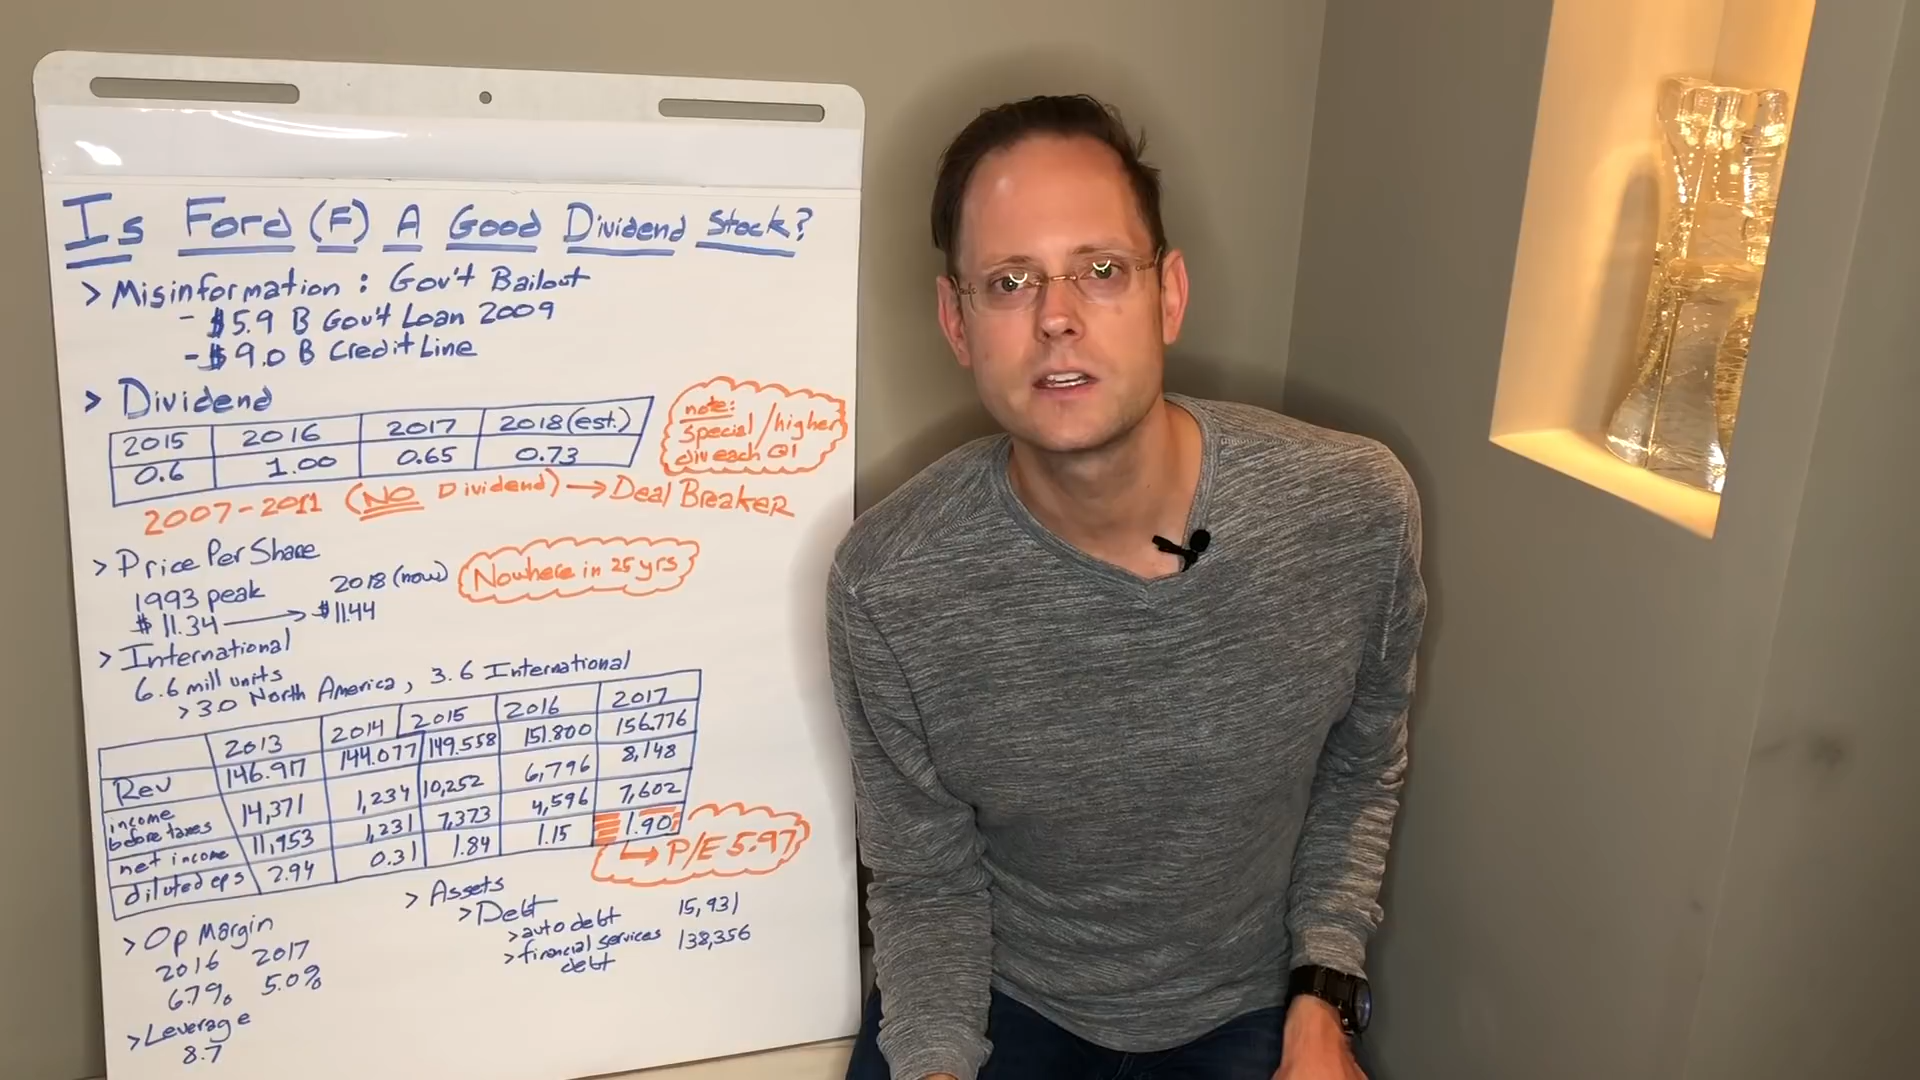 Is Ford (F) A Good Dividend Stock?
> Misinformation : Gov't Bailout
- $5.9 B Gov't Loan 2009
- $9.0 B Credit Line
> Dividend
2015 2016 2017 2018 (est.)
0.6 1.00 0.65 0.73
note:
special/higher
div each Q1
2007-2011 (NO Dividend) → Deal Breaker
> Price Per Share
1993 peak 2018 (now)
$ 11.34 → $11.44
Nowhere in 25 yrs
> International
6.6 mill units
> 3.0 North America, 3.6 International
2013 2014 2015 2016 2017
Rev 146.917 144.077 149.558 151.800 156.776
income before taxes 14,371 1,234 10,252 6,796 8,148
net income 11,953 1,231 7,373 4,596 7,602
diluted eps 2.94 0.31 1.84 1.15 1.90
→ P/E 5.97
> Op Margin
2016 2017
6.7% 5.0%
> Leverage
8.7
> Assets
> Debt
> auto debt 15,931
> financial services debt 138,356